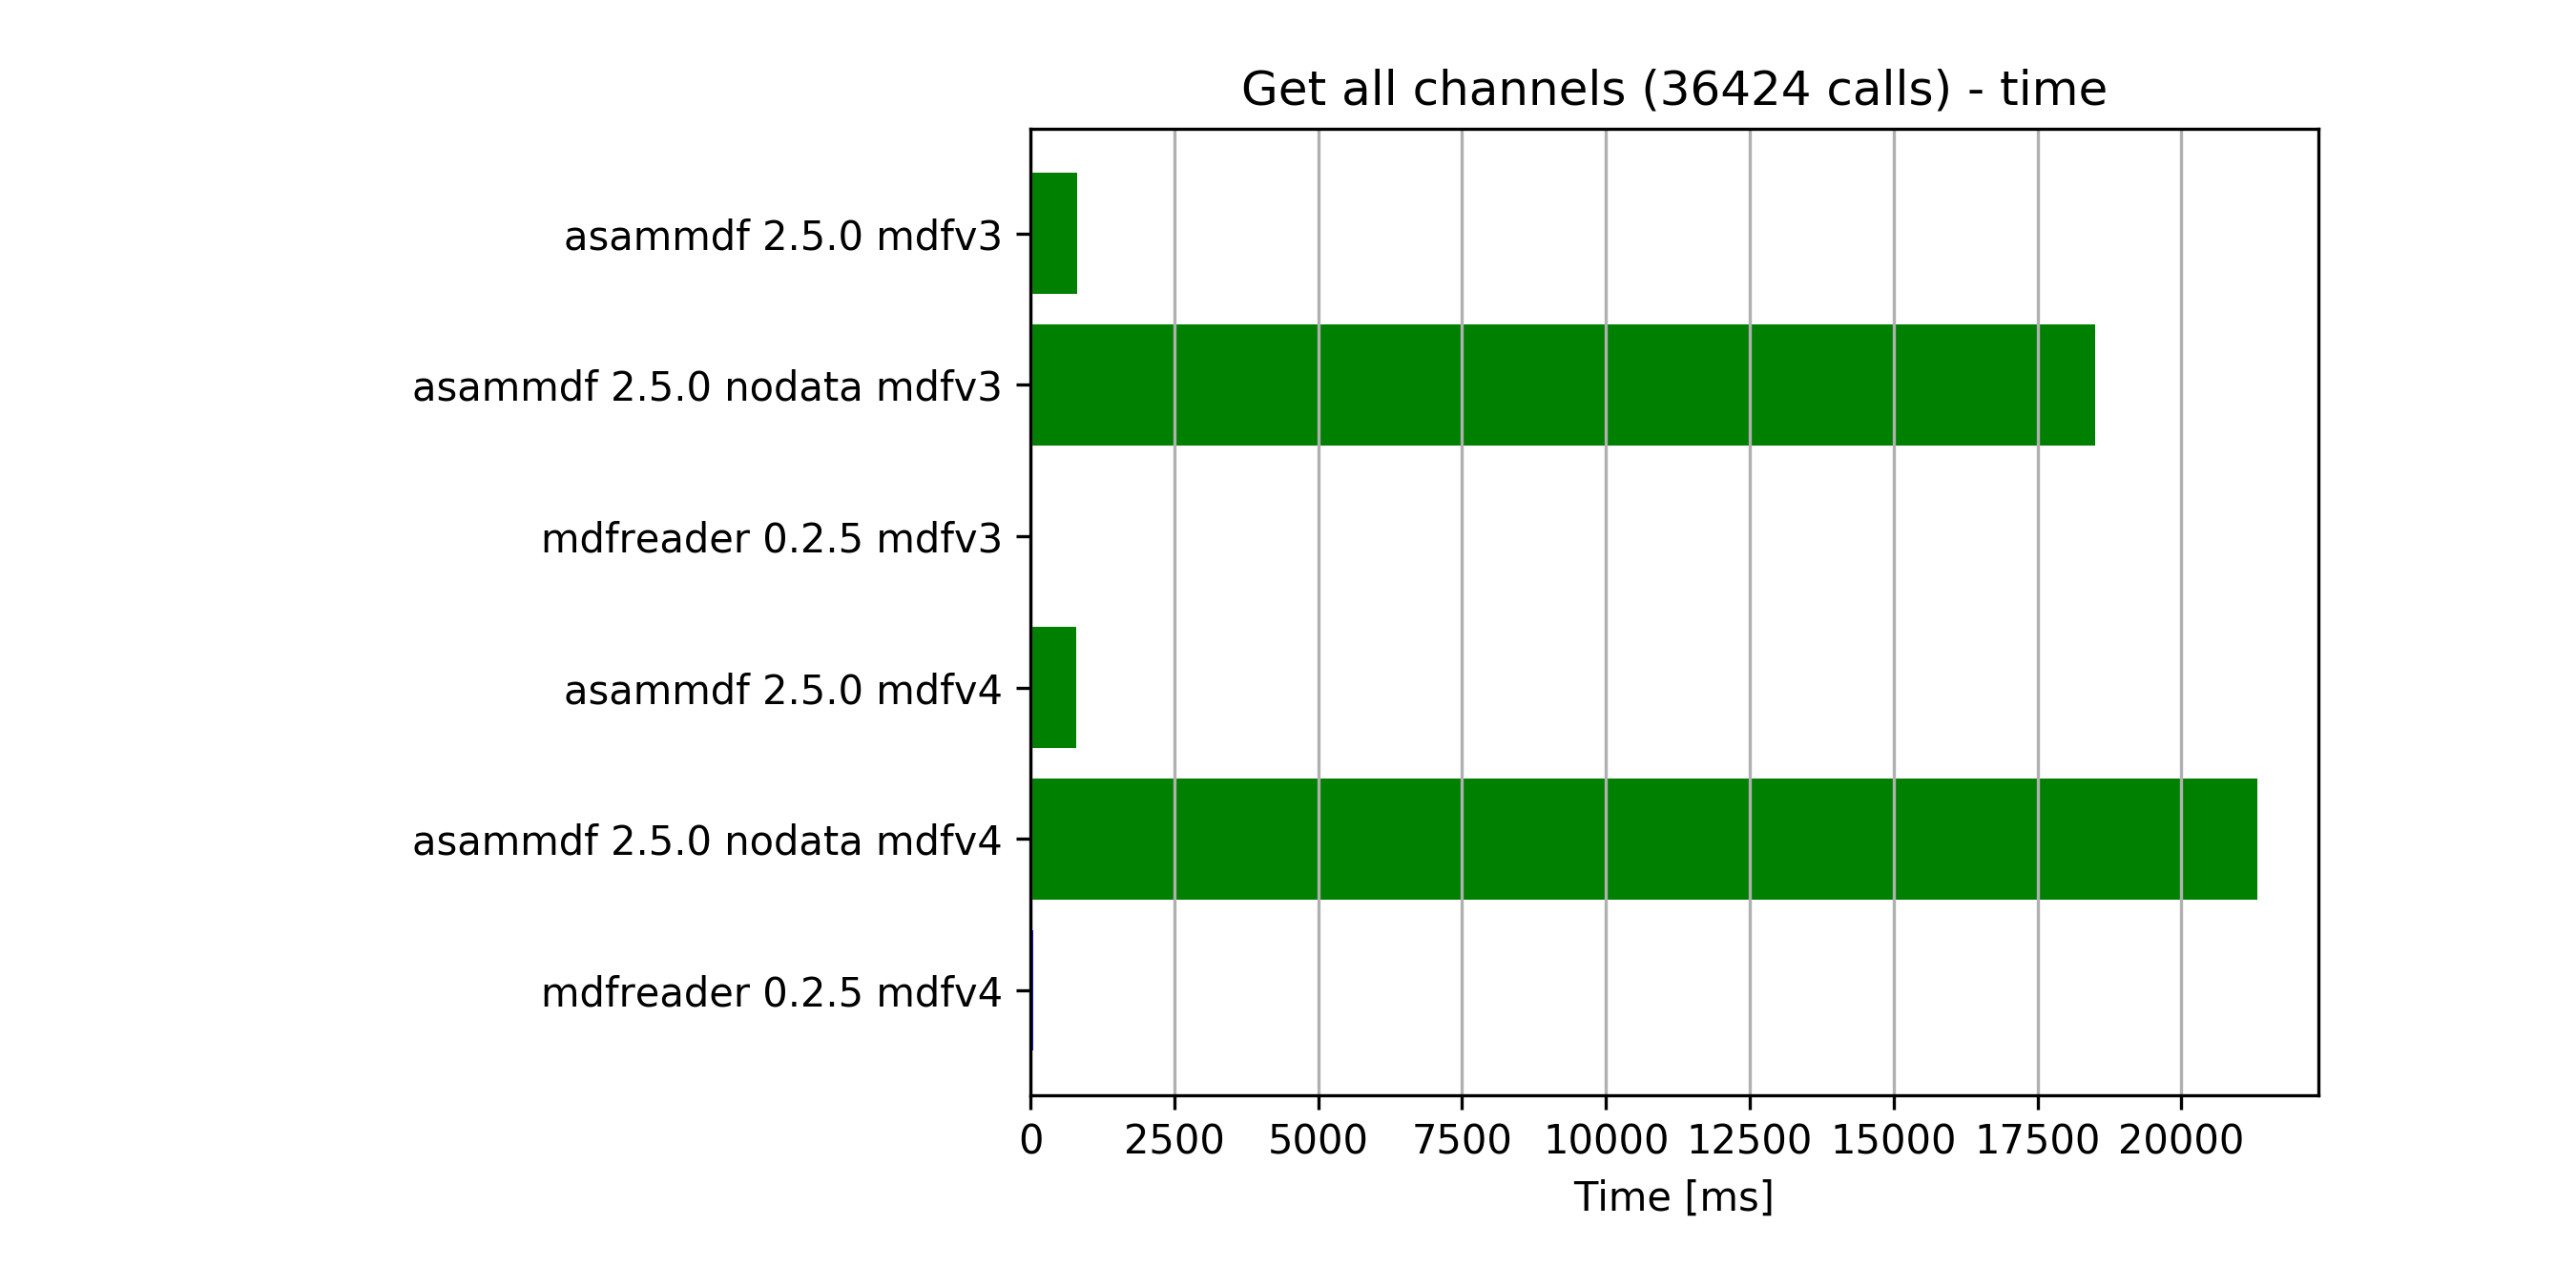 Get all channels (36424 calls) - time
asammdf 2.5.0 mdfv3
asammdf 2.5.0 nodata mdfv3
mdfreader 0.2.5 mdfv3
asammdf 2.5.0 mdfv4
asammdf 2.5.0 nodata mdfv4
mdfreader 0.2.5 mdfv4
0 2500 5000 7500 10000 12500 15000 17500 20000
Time [ms]